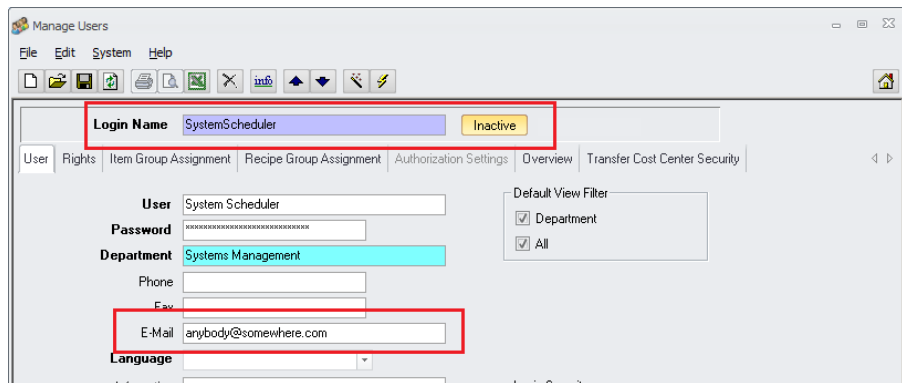 Manage Users
File Edit System Help
info
Login Name SystemScheduler Inactive
User Rights Item Group Assignment Recipe Group Assignment Authorization Settings Overview Transfer Cost Center Security
Default View Filter
User System Scheduler
Department
Password ****************************
All
Department Systems Management
Phone
Fax
E-Mail anybody@somewhere.com
Language